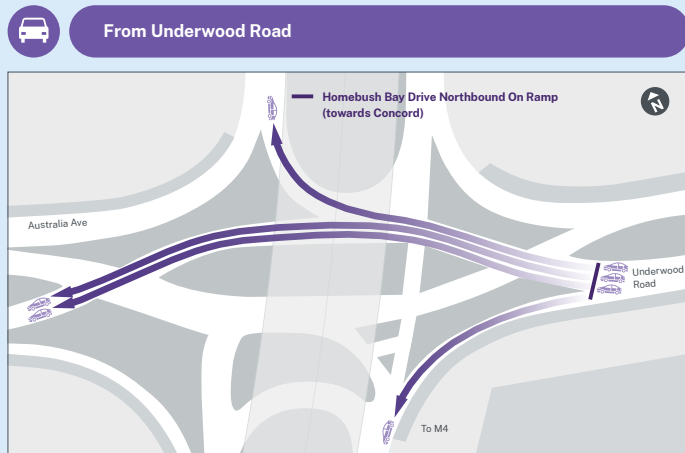 From Underwood Road
Homebush Bay Drive Northbound On Ramp
(towards Concord)
N
Australia Ave
Underwood
Road
To M4